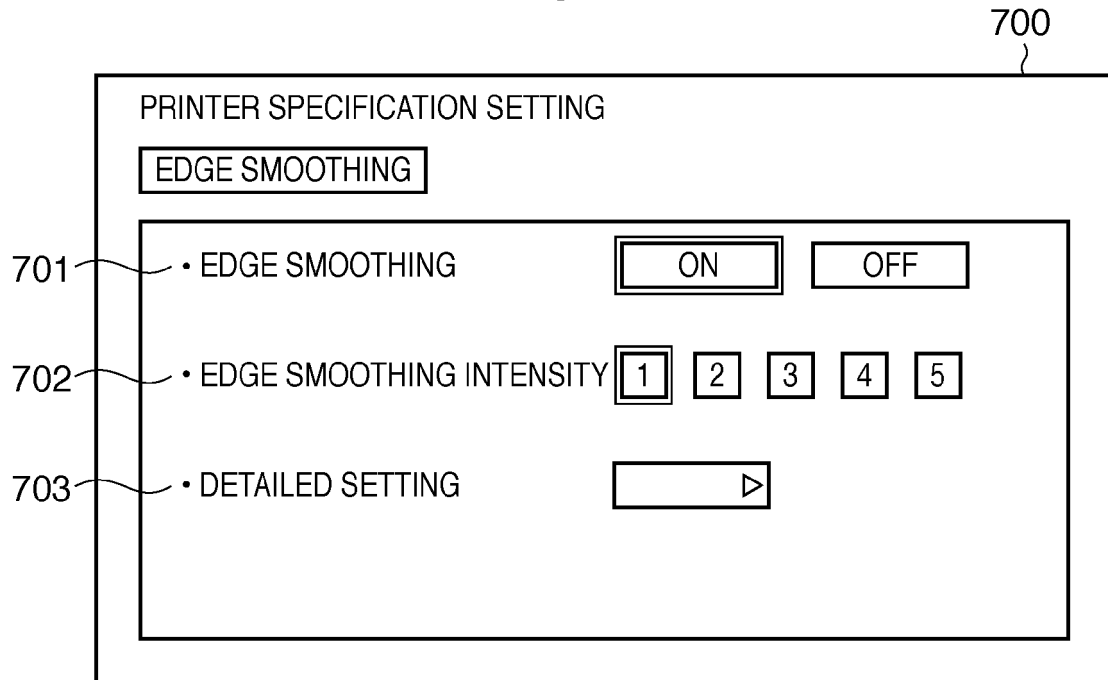 700
PRINTER SPECIFICATION SETTING
EDGE SMOOTHING
701 • EDGE SMOOTHING ON OFF
702 • EDGE SMOOTHING INTENSITY 1 2 3 4 5
703 • DETAILED SETTING